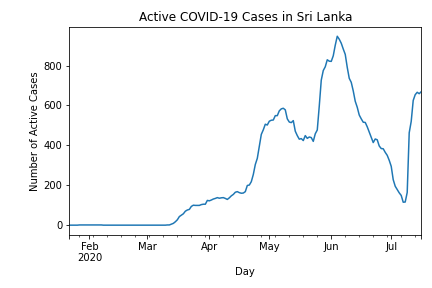 Active COVID-19 Cases in Sri Lanka
Number of Active Cases
800
600
400
200
0
Feb
2020
Mar
Apr
May
Jun
Jul
Day